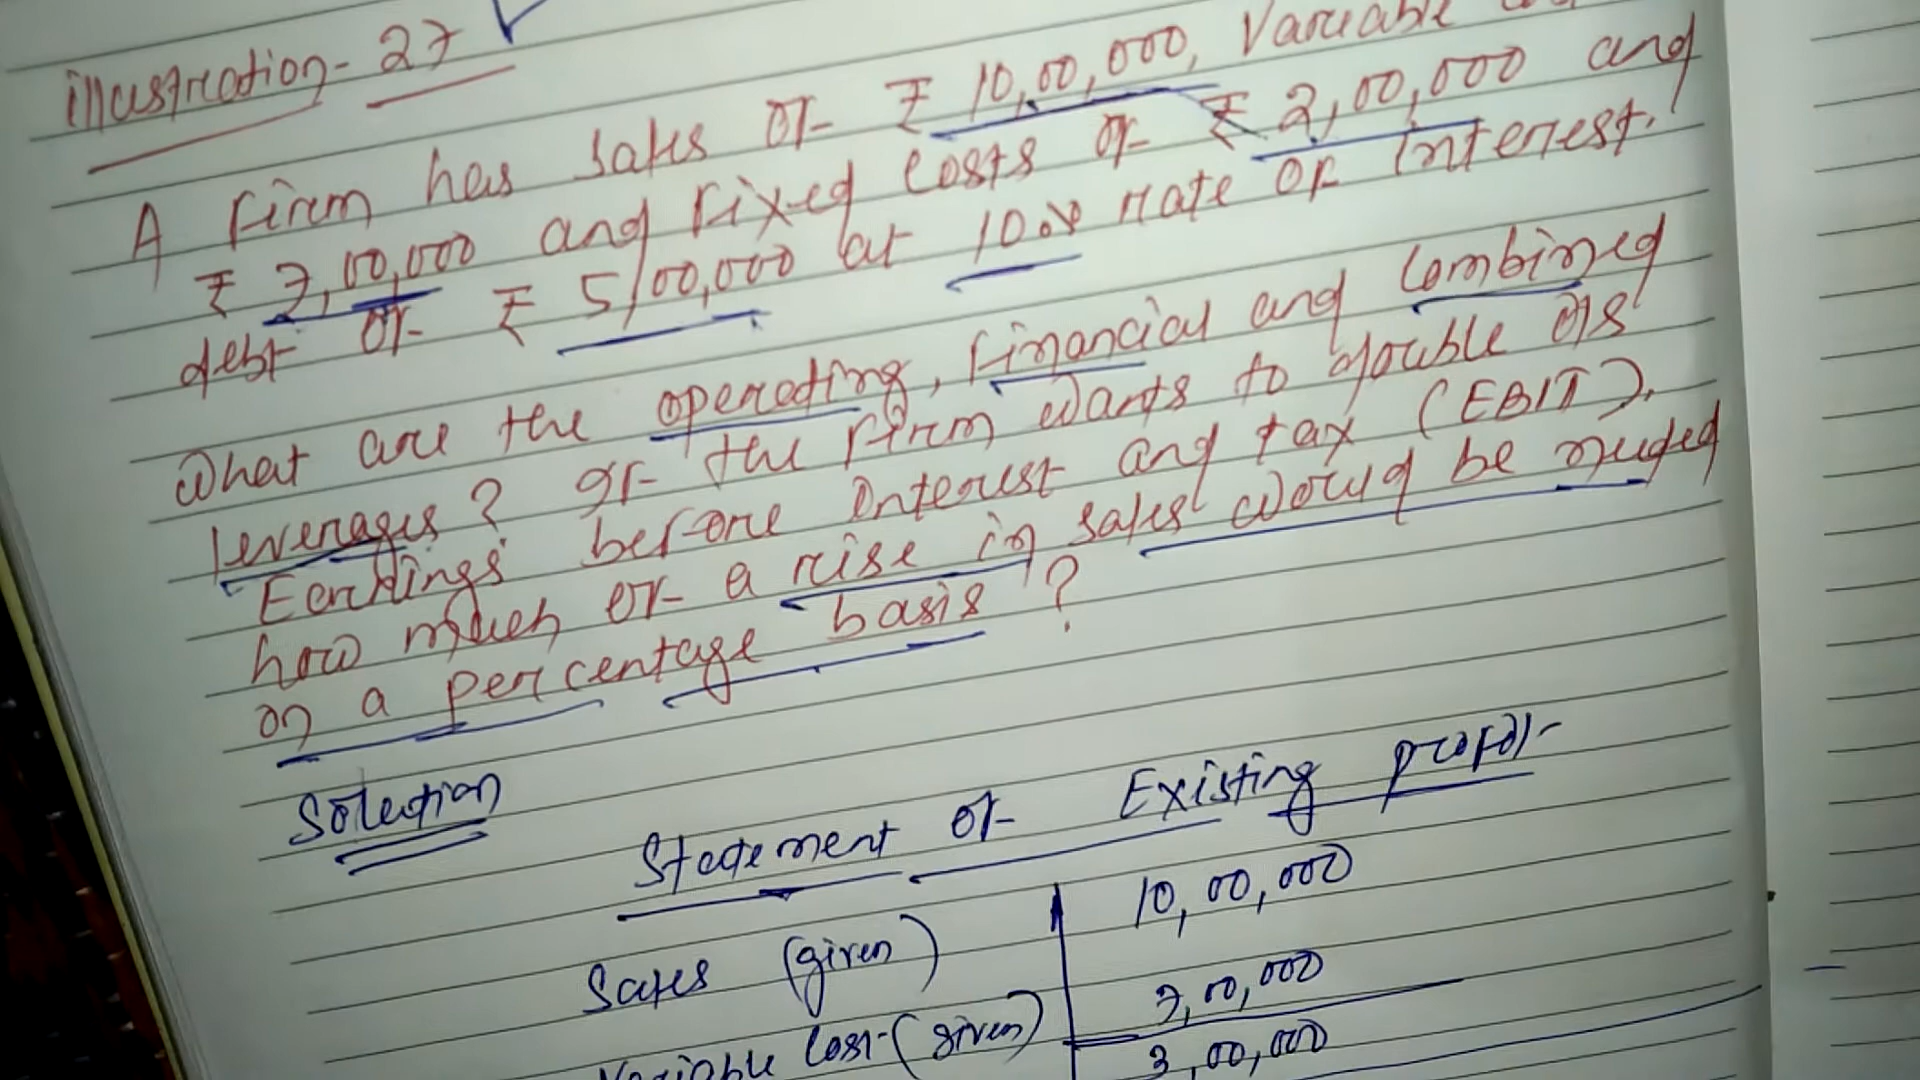 illustration - 27
A firm has sales of ₹ 10,00,000, Variable
₹ 7,00,000 and fixed costs of ₹ 2,00,000 and
debt of ₹ 5,00,000 at 10% rate of interest.
What are the operating, financial and Combined
leverages? If the firm wants to double its
Earnings before Interest and tax (EBIT),
how much of a rise in sales would be needed
on a percentage basis?
Solution
Statement of Existing profit
Sales (given) 10,00,000
Variable Cost (given) 7,00,000
3,00,000